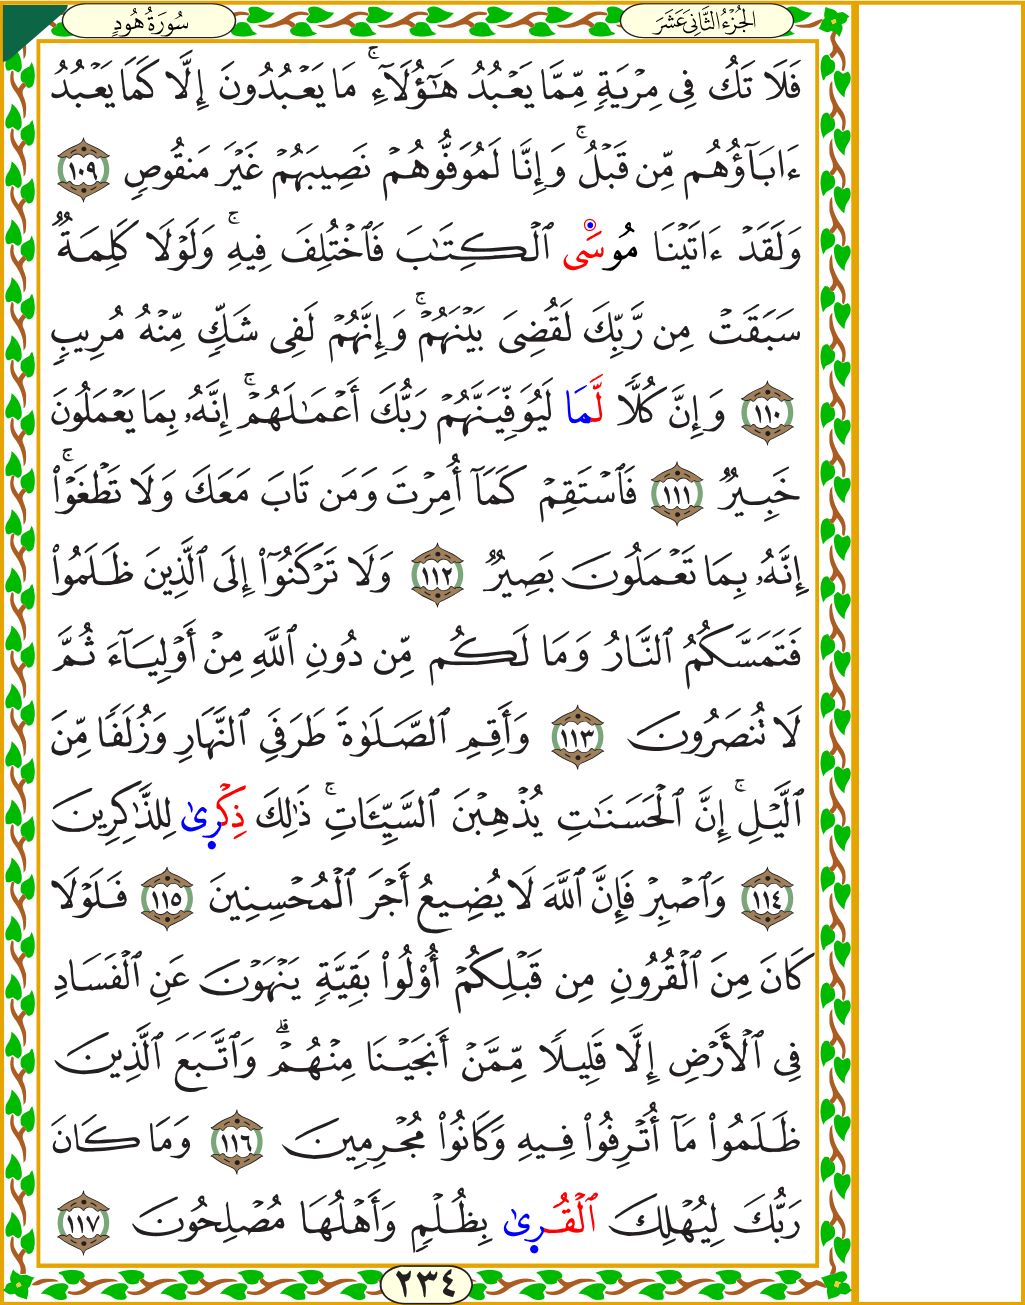 سُورَةُ هُودٍ
الجُزْءُ الثَّانِي عَشَرَ
فَلَا تَكُ فِى مِرْيَةٍ مِّمَّا يَعْبُدُ هَٰٓؤُلَآءِ ۚ مَا يَعْبُدُونَ إِلَّا كَمَا يَعْبُدُ
ءَابَآؤُهُم مِّن قَبْلُ ۚ وَإِنَّا لَمُوَفُّوهُمْ نَصِيبَهُمْ غَيْرَ مَنقُوصٍ ١٠٩
وَلَقَدْ ءَاتَيْنَا مُوسَى ٱلْكِتَٰبَ فَٱخْتُلِفَ فِيهِ ۚ وَلَوْلَا كَلِمَةٌ
سَبَقَتْ مِن رَّبِّكَ لَقُضِىَ بَيْنَهُمْ ۚ وَإِنَّهُمْ لَفِى شَكٍّ مِّنْهُ مُرِيبٍ
١١٠ وَإِنَّ كُلًّا لَّمَا لَيُوَفِّيَنَّهُمْ رَبُّكَ أَعْمَٰلَهُمْ ۚ إِنَّهُۥ بِمَا يَعْمَلُونَ
خَبِيرٌ ١١١ فَٱسْتَقِمْ كَمَآ أُمِرْتَ وَمَن تَابَ مَعَكَ وَلَا تَطْغَوْا۟ ۚ
إِنَّهُۥ بِمَا تَعْمَلُونَ بَصِيرٌ ١١٢ وَلَا تَرْكَنُوٓا۟ إِلَى ٱلَّذِينَ ظَلَمُوا۟
فَتَمَسَّكُمُ ٱلنَّارُ وَمَا لَكُم مِّن دُونِ ٱللَّهِ مِنْ أَوْلِيَآءَ ثُمَّ
لَا تُنصَرُونَ ١١٣ وَأَقِمِ ٱلصَّلَوٰةَ طَرَفَىِ ٱلنَّهَارِ وَزُلَفًا مِّنَ
ٱلَّيْلِ ۚ إِنَّ ٱلْحَسَنَٰتِ يُذْهِبْنَ ٱلسَّيِّـَٔاتِ ۚ ذَٰلِكَ ذِكْرِىٰ لِلذَّٰكِرِينَ
١١٤ وَٱصْبِرْ فَإِنَّ ٱللَّهَ لَا يُضِيعُ أَجْرَ ٱلْمُحْسِنِينَ ١١٥ فَلَوْلَا
كَانَ مِنَ ٱلْقُرُونِ مِن قَبْلِكُمْ أُو۟لُوا۟ بَقِيَّةٍ يَنْهَوْنَ عَنِ ٱلْفَسَادِ
فِى ٱلْأَرْضِ إِلَّا قَلِيلًا مِّمَّنْ أَنجَيْنَا مِنْهُمْ ۗ وَٱتَّبَعَ ٱلَّذِينَ
ظَلَمُوا۟ مَآ أُتْرِفُوا۟ فِيهِ وَكَانُوا۟ مُجْرِمِينَ ١١٦ وَمَا كَانَ
رَبُّكَ لِيُهْلِكَ ٱلْقُرِىٰ بِظُلْمٍ وَأَهْلُهَا مُصْلِحُونَ ١١٧
٢٣٤